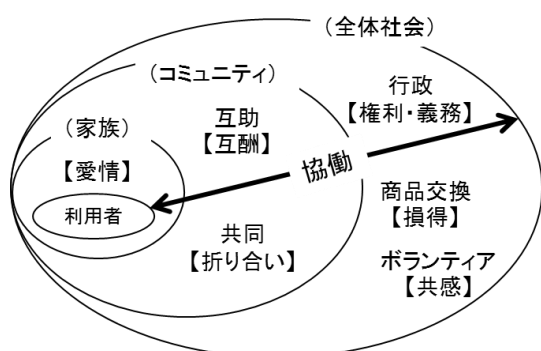 （全体社会）
（コミュニティ）
行政
【権利・義務】
互助
【互酬】
（家族）
【愛情】
協働
利用者
商品交換
【損得】
共同
【折り合い】
ボランティア
【共感】